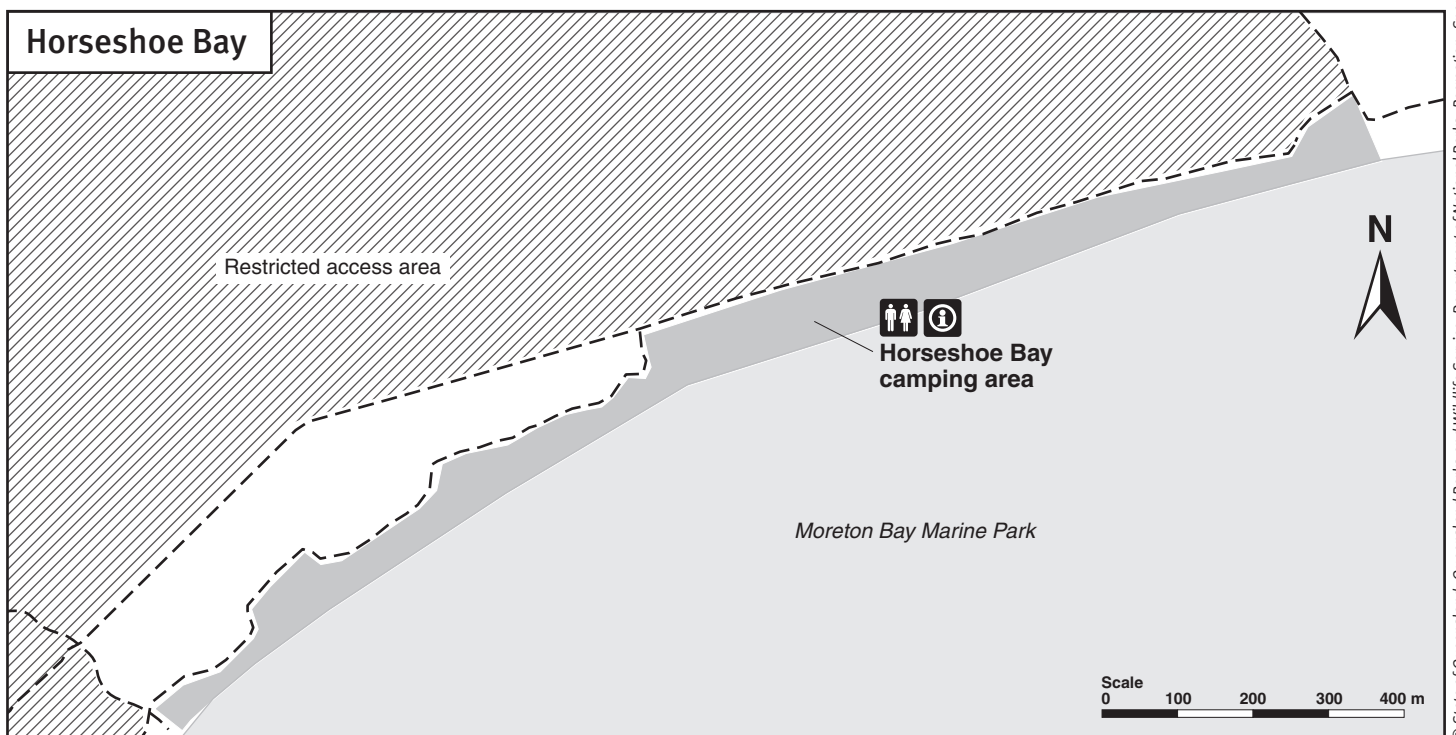 Horseshoe Bay
Restricted access area
N
Horseshoe Bay
camping area
Moreton Bay Marine Park
Scale
0 100 200 300 400 m